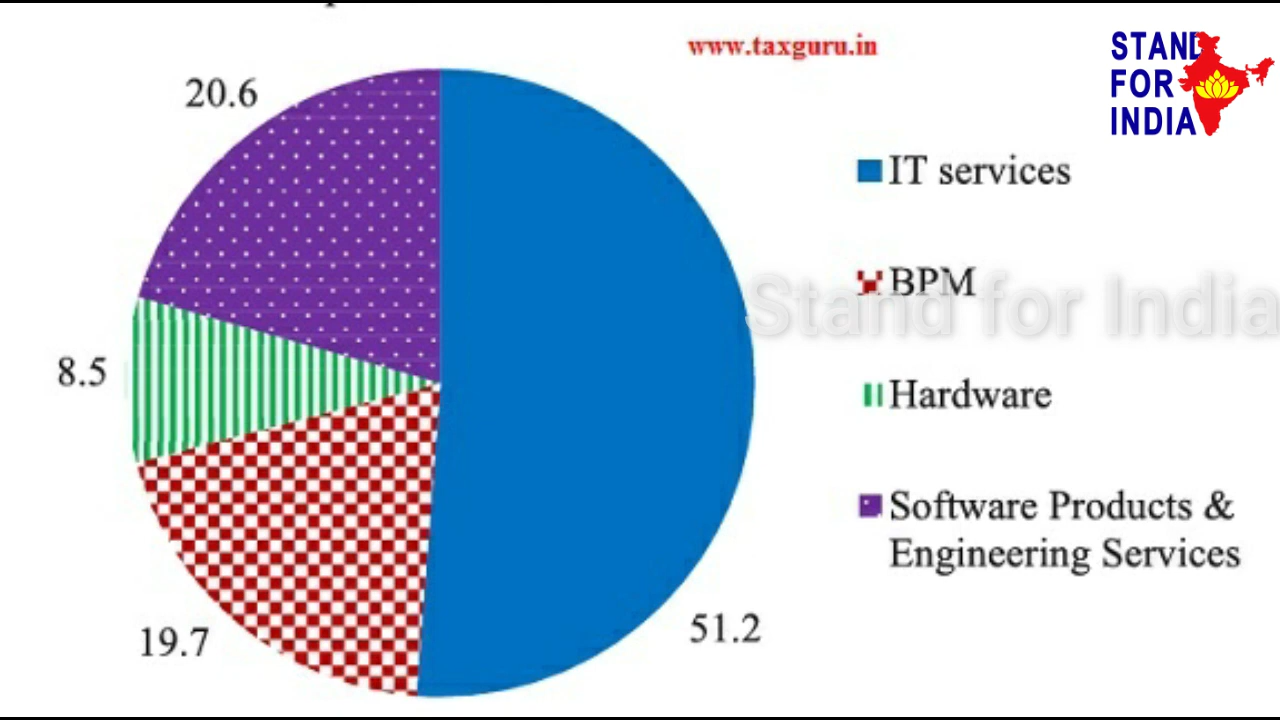 www.taxguru.in
STAND
FOR
INDIA
20.6
IT services
BPM
Stand for India
8.5
Hardware
Software Products &
Engineering Services
19.7
51.2